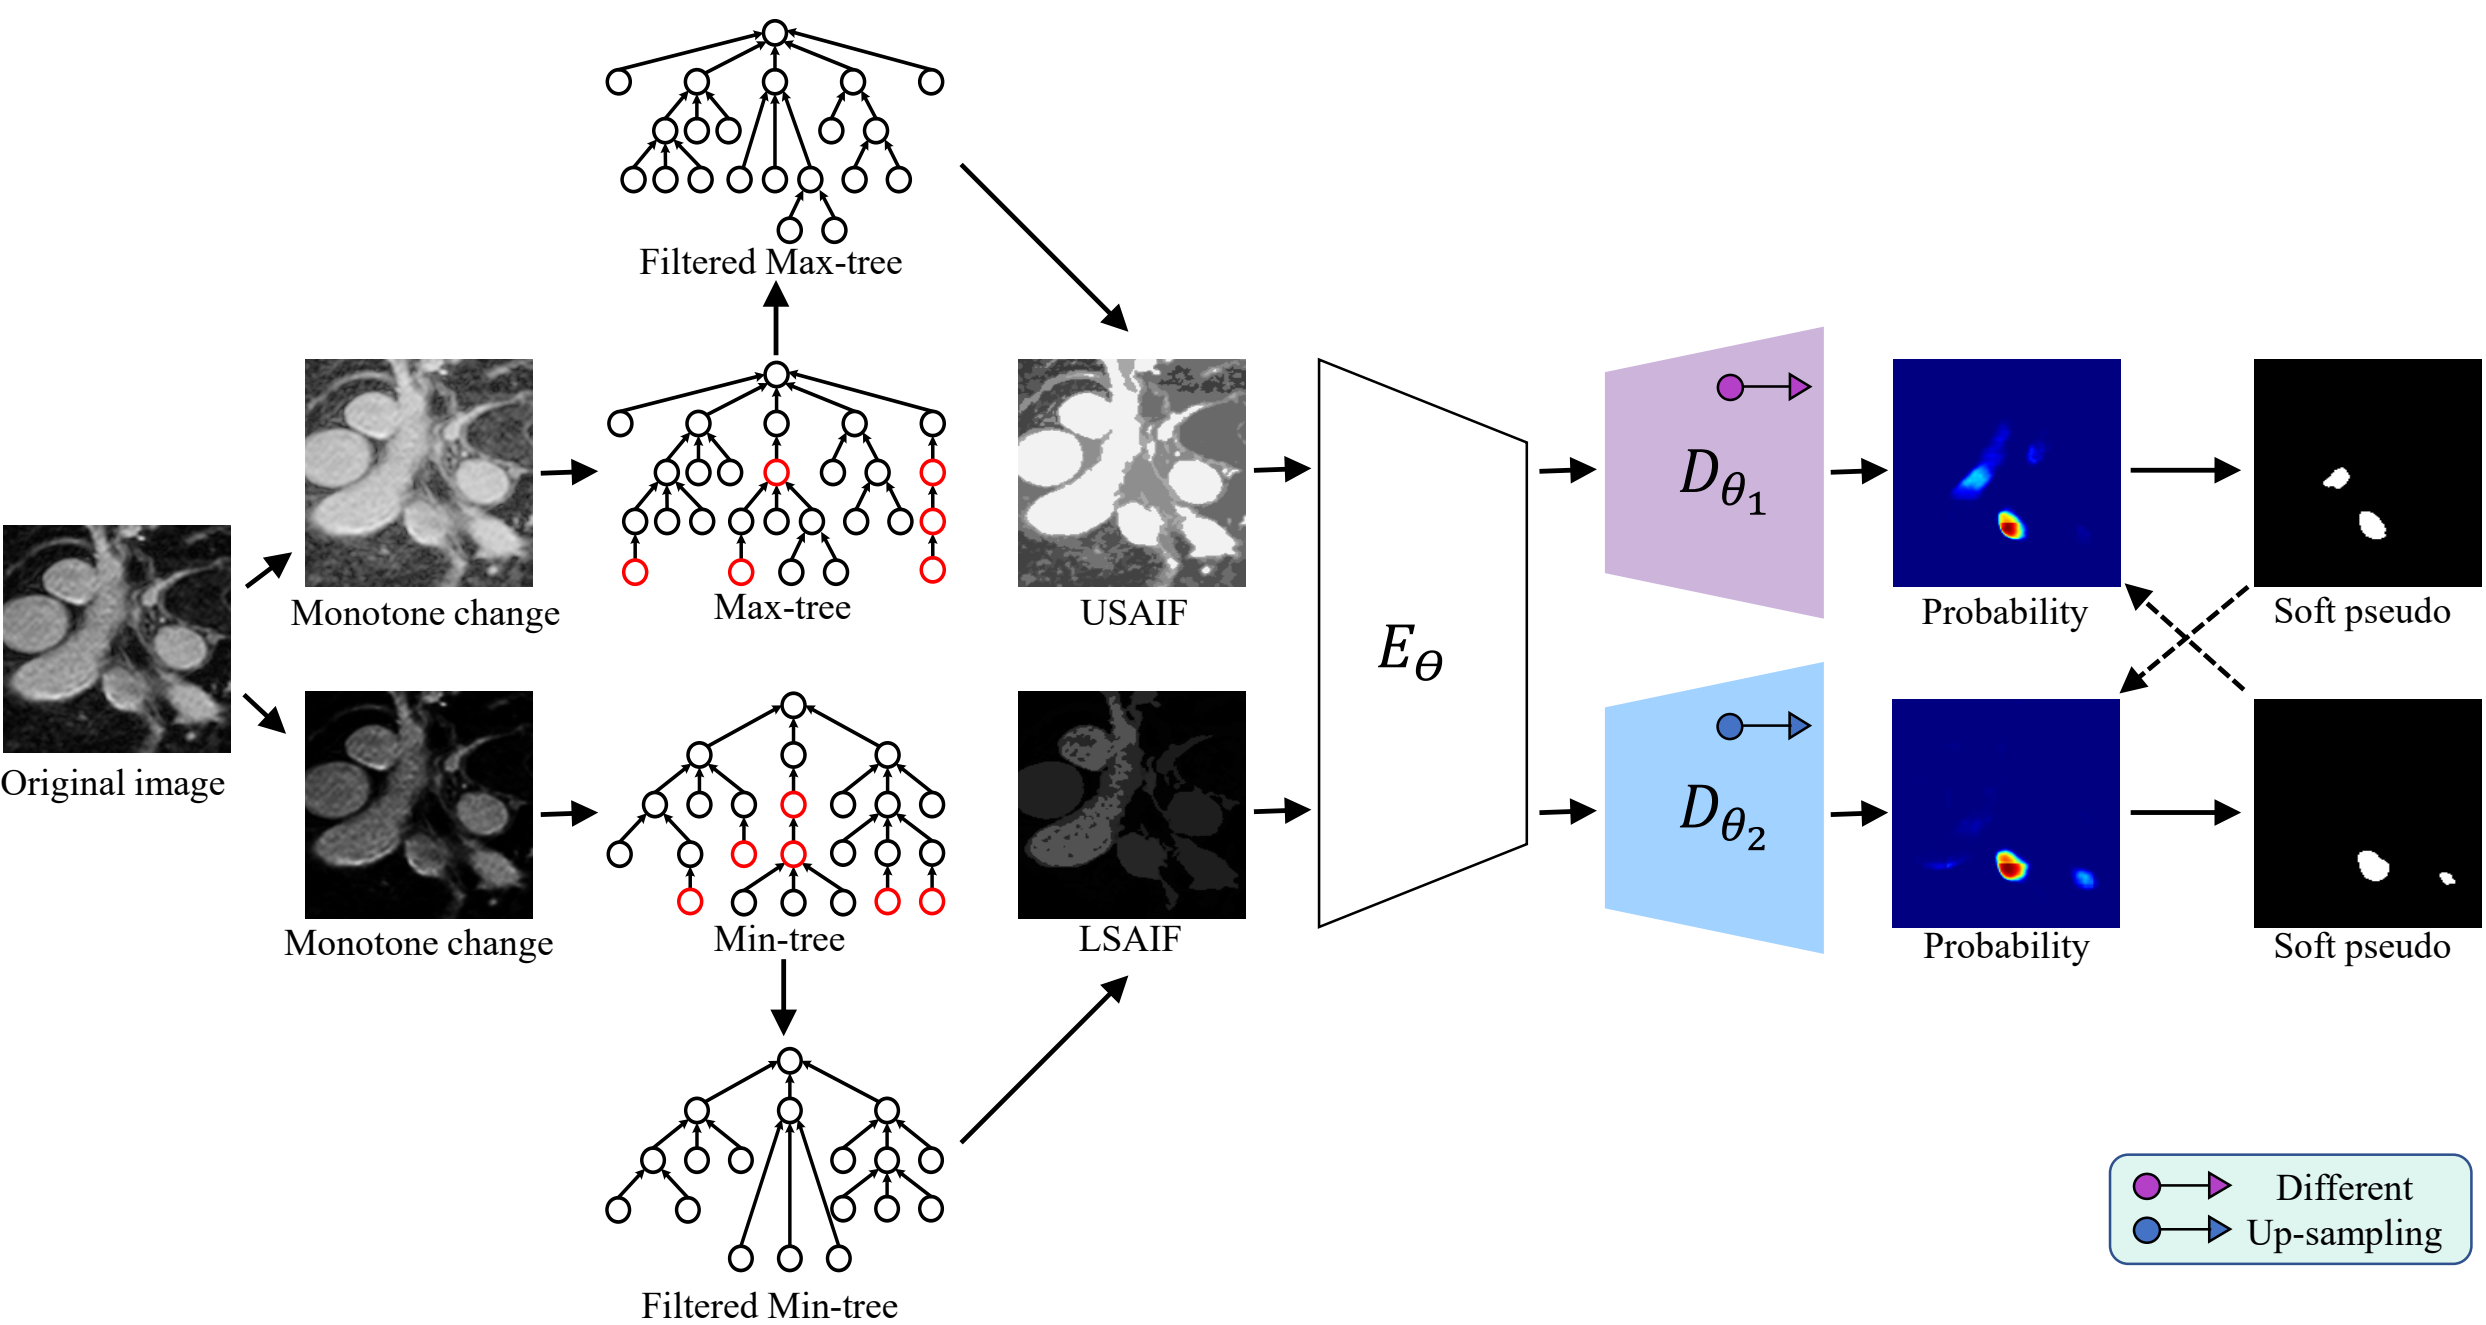 Filtered Max-tree
Monotone change
Max-tree
USAIF
Original image
Monotone change
Min-tree
LSAIF
Filtered Min-tree
E_θ
D_θ₁
D_θ₂
Probability
Soft pseudo
Probability
Soft pseudo
Different
Up-sampling